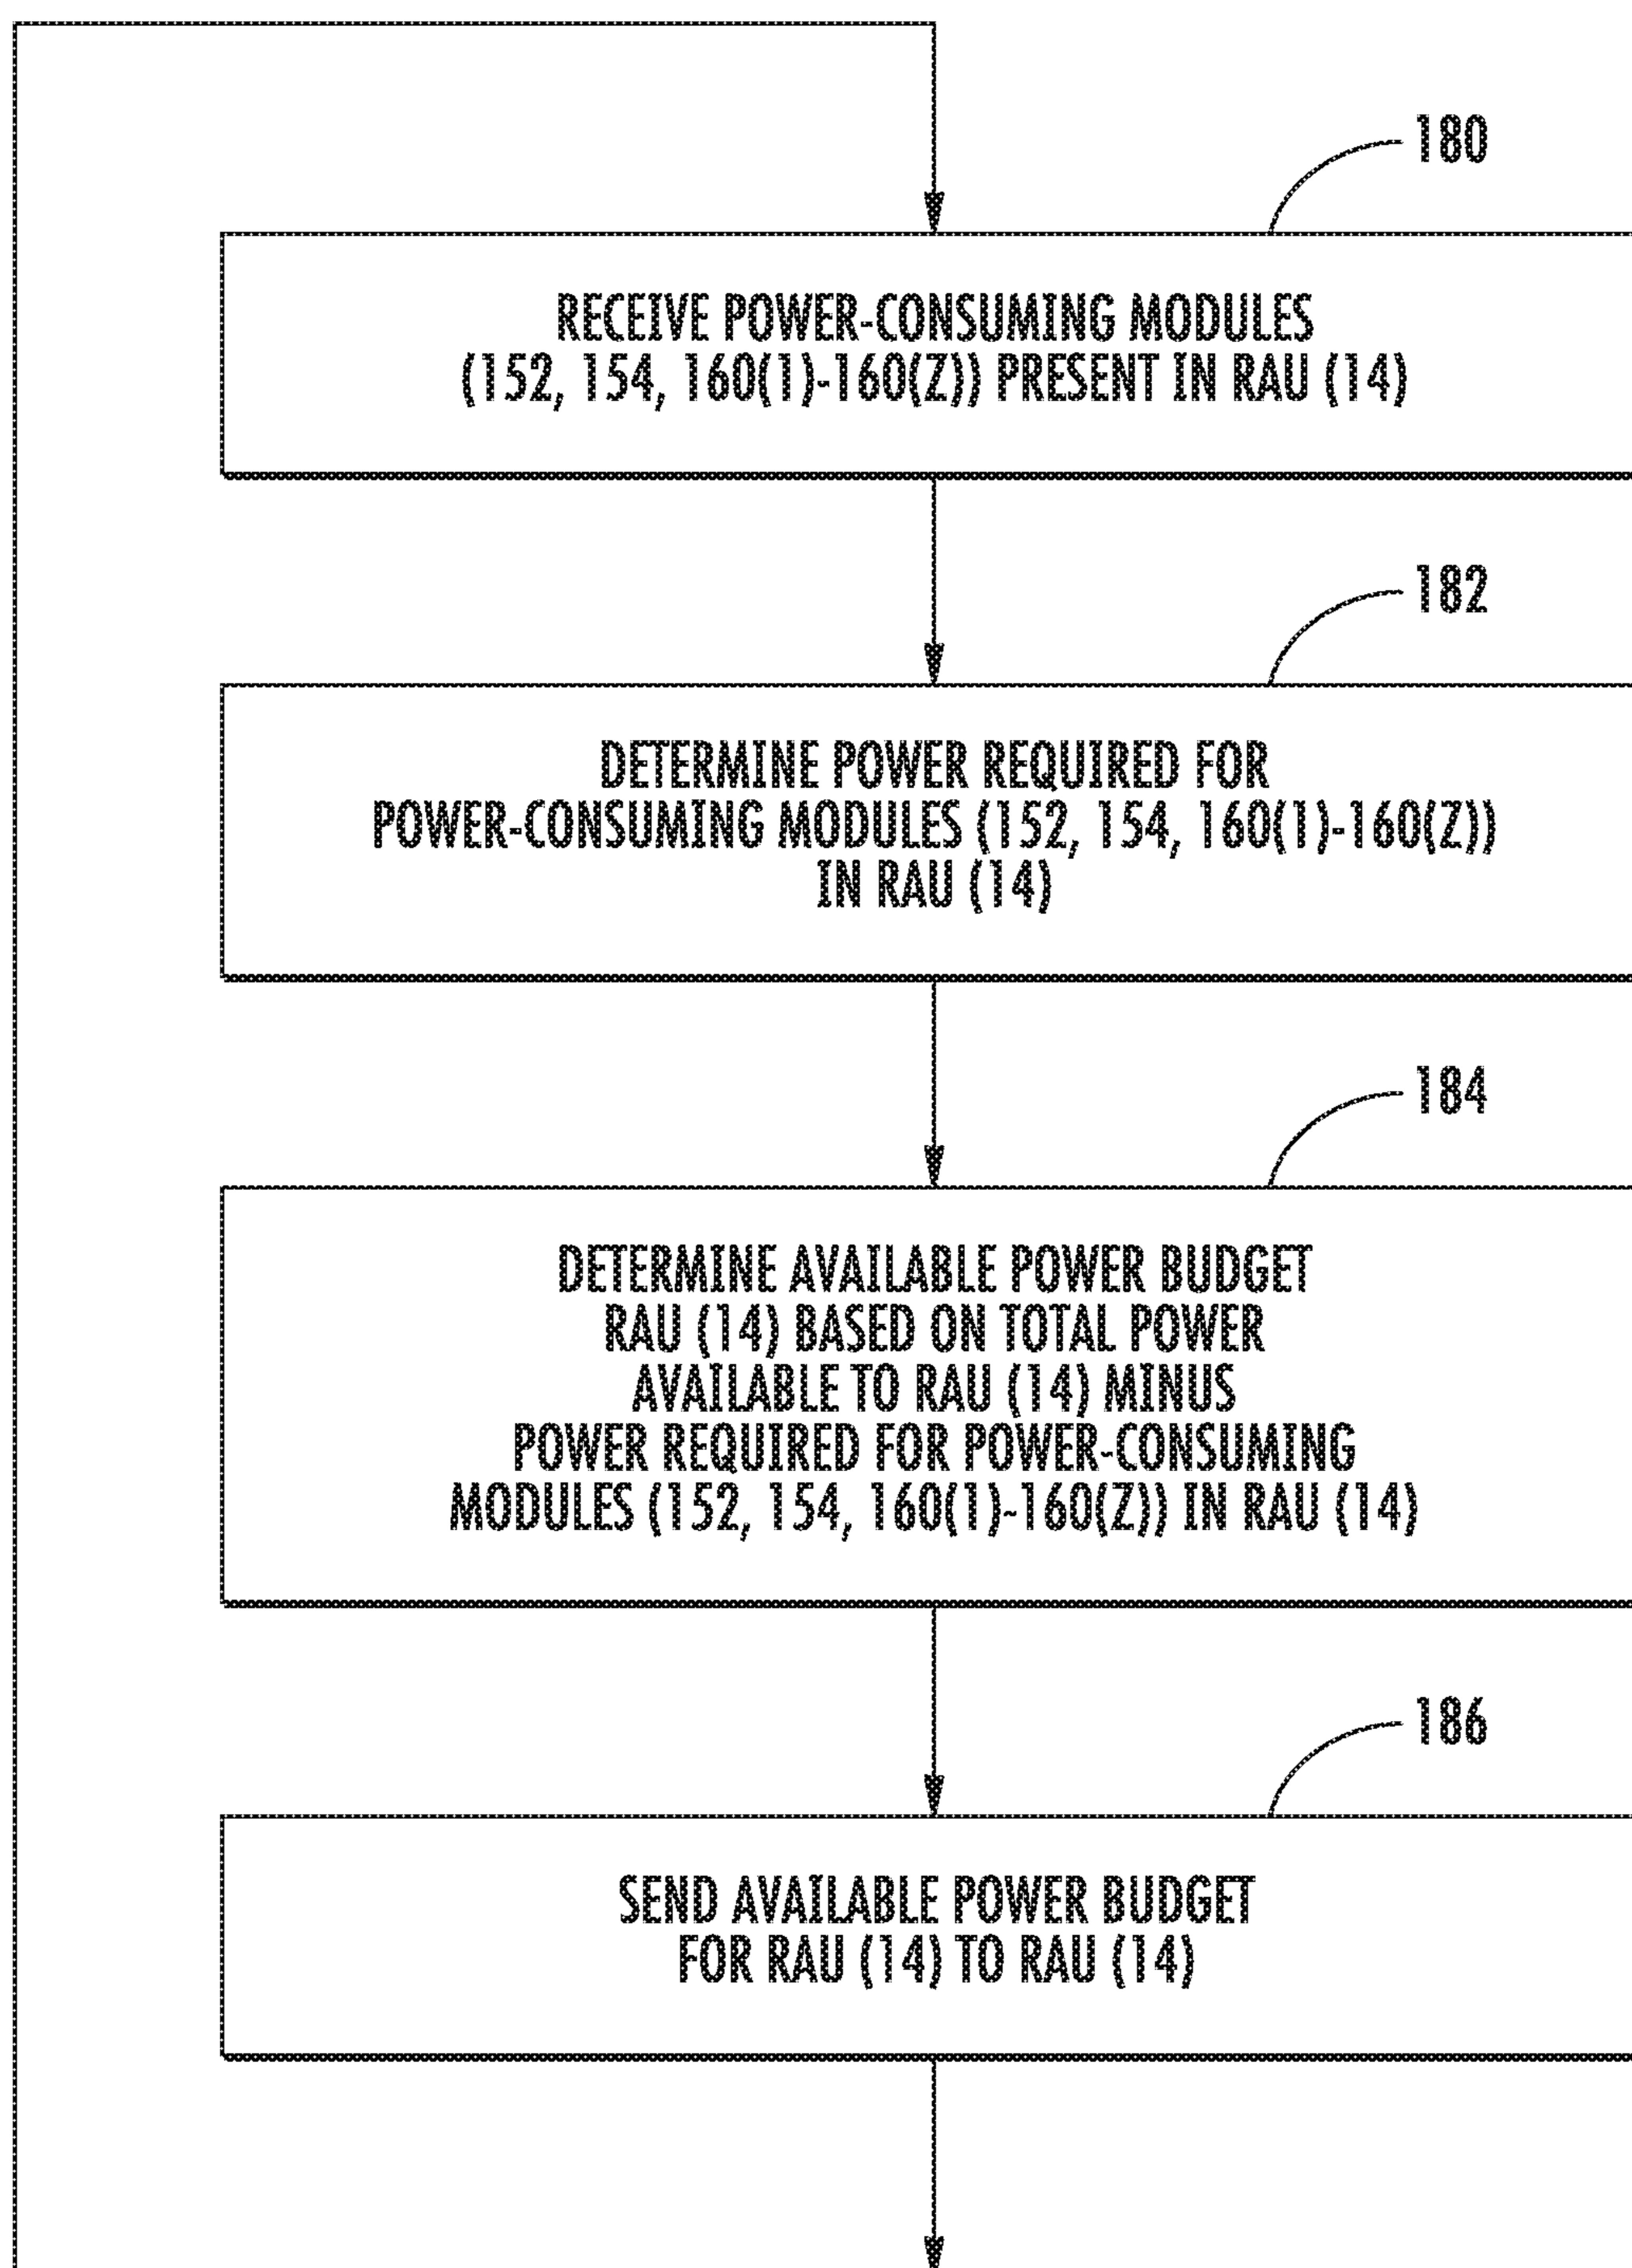 180
RECEIVE POWER-CONSUMING MODULES
(152, 154, 160(1)-160(Z)) PRESENT IN RAU (14)
182
DETERMINE POWER REQUIRED FOR
POWER-CONSUMING MODULES (152, 154, 160(1)-160(Z))
IN RAU (14)
184
DETERMINE AVAILABLE POWER BUDGET
RAU (14) BASED ON TOTAL POWER
AVAILABLE TO RAU (14) MINUS
POWER REQUIRED FOR POWER-CONSUMING
MODULES (152, 154, 160(1)-160(Z)) IN RAU (14)
186
SEND AVAILABLE POWER BUDGET
FOR RAU (14) TO RAU (14)